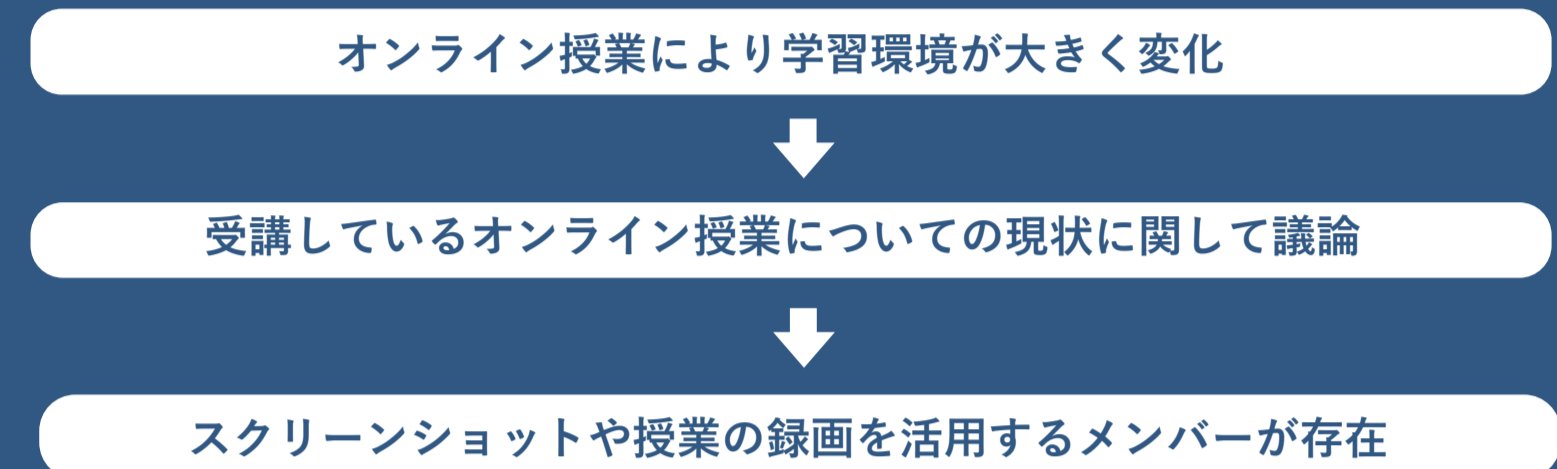 オンライン授業により学習環境が大きく変化
受講しているオンライン授業についての現状に関して議論
スクリーンショットや授業の録画を活用するメンバーが存在